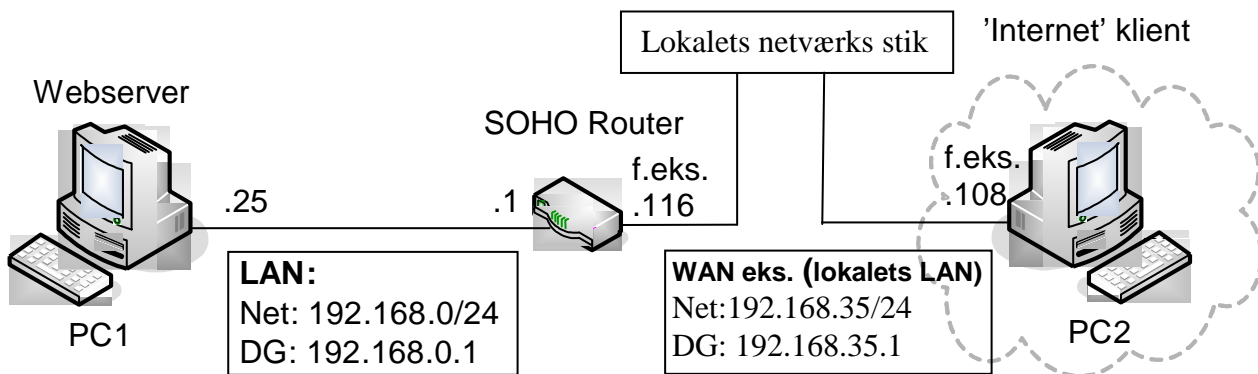 Lokalets netværks stik
’Internet’ klient
Webserver
SOHO Router
.25
.1
f.eks.
.116
f.eks.
.108
LAN:
Net: 192.168.0/24
DG: 192.168.0.1
WAN eks. (lokalets LAN)
Net:192.168.35/24
DG: 192.168.35.1
PC1
PC2